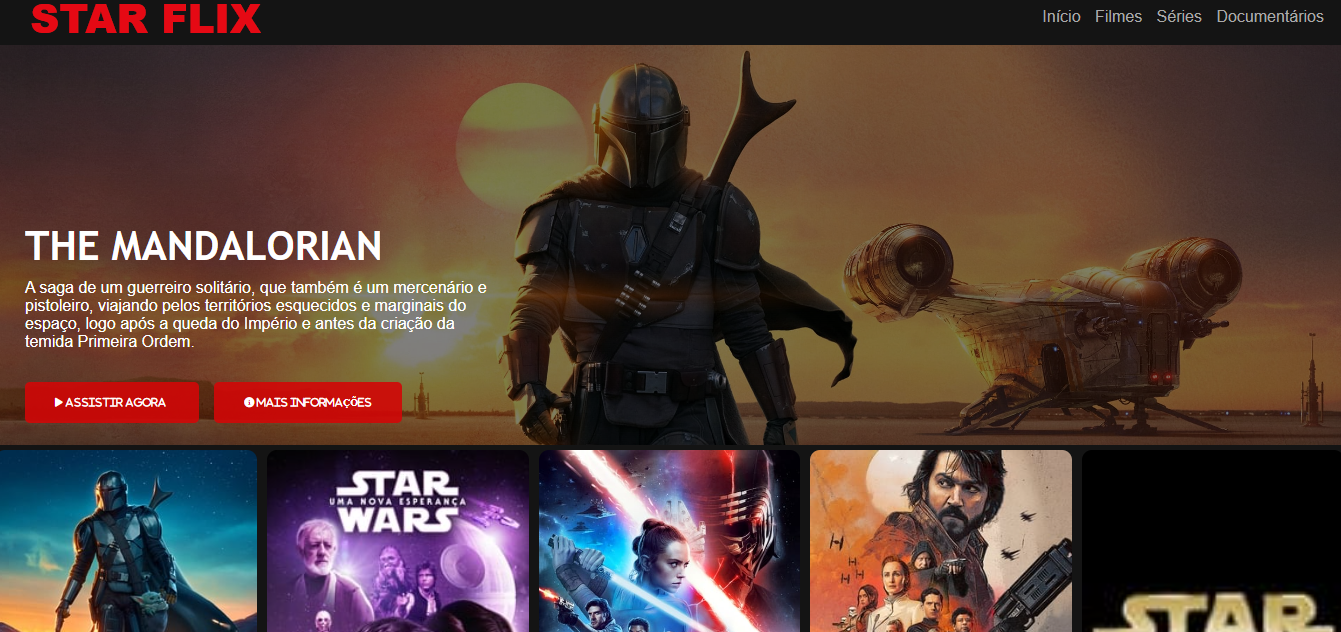 STAR FLIX
Início Filmes Séries Documentários
THE MANDALORIAN
A saga de um guerreiro solitário, que também é um mercenário e
pistoleiro, viajando pelos territórios esquecidos e marginais do
espaço, logo após a queda do Império e antes da criação da
temida Primeira Ordem.
ASSISTIR AGORA
MAIS INFORMAÇÕES
STAR
UMA NOVA ESPERANÇA
WARS
STAR